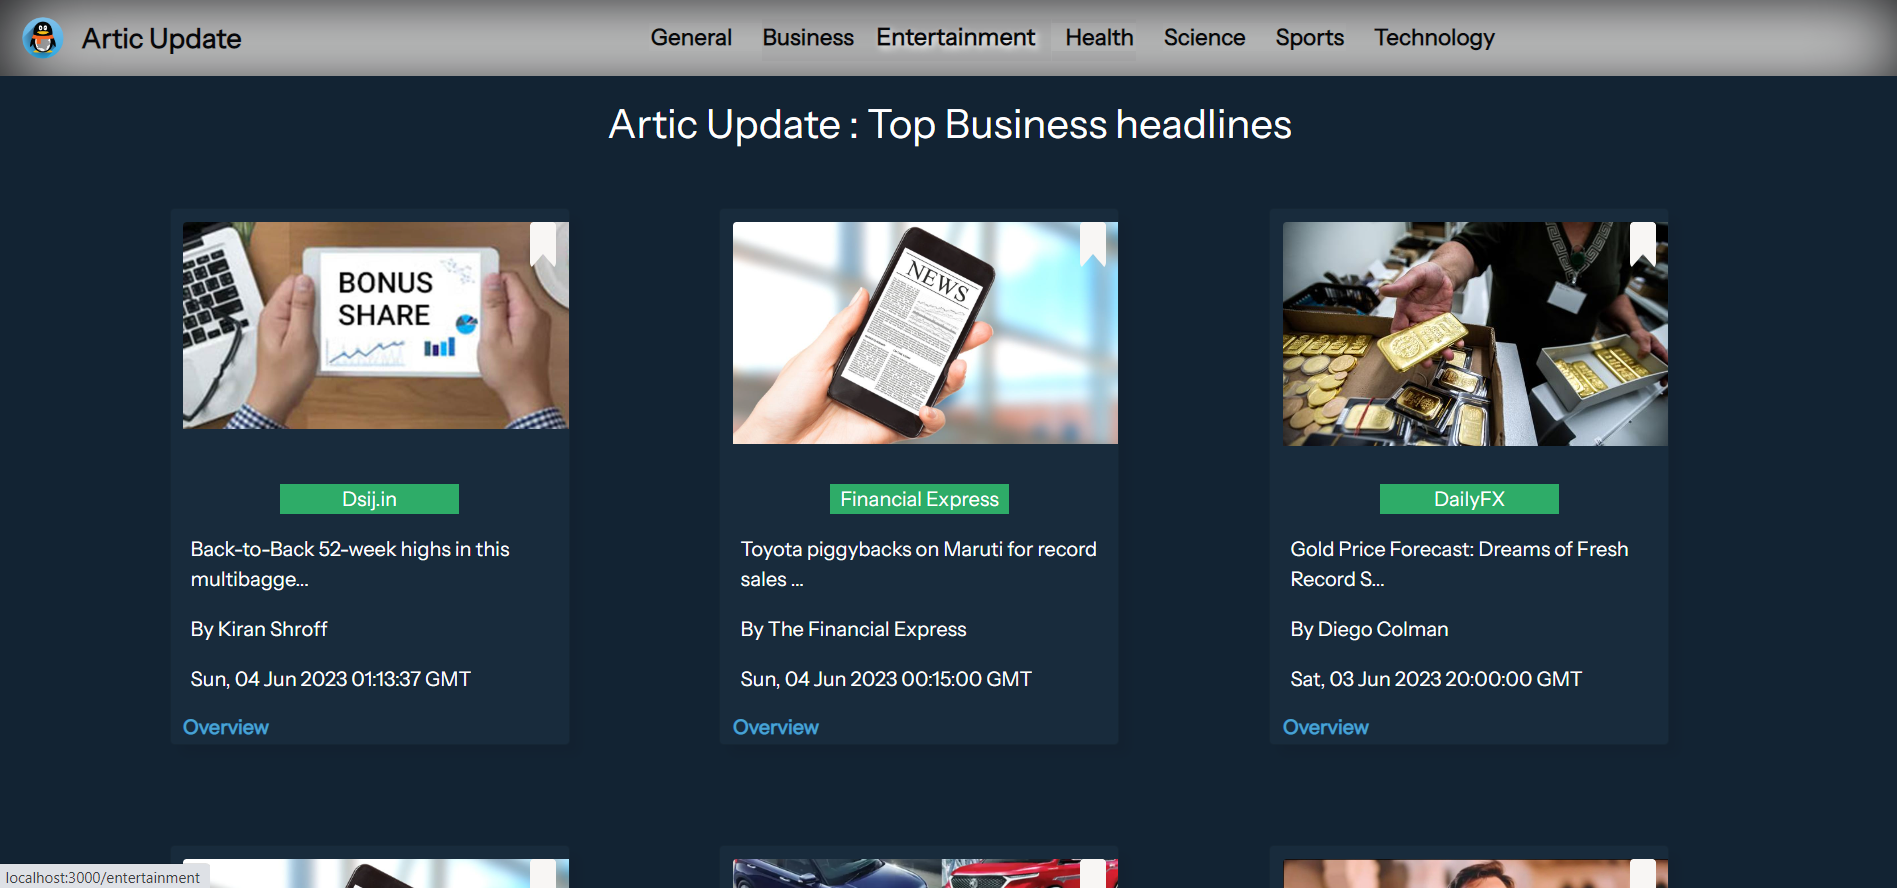 Artic Update
General Business Entertainment Health Science Sports Technology
Artic Update : Top Business headlines
BONUS
SHARE
Dsij.in
Back-to-Back 52-week highs in this
multibagge...
By Kiran Shroff
Sun, 04 Jun 2023 01:13:37 GMT
Overview
NEWS
Financial Express
Toyota piggybacks on Maruti for record
sales ...
By The Financial Express
Sun, 04 Jun 2023 00:15:00 GMT
Overview
DailyFX
Gold Price Forecast: Dreams of Fresh
Record S...
By Diego Colman
Sat, 03 Jun 2023 20:00:00 GMT
Overview
localhost:3000/entertainment